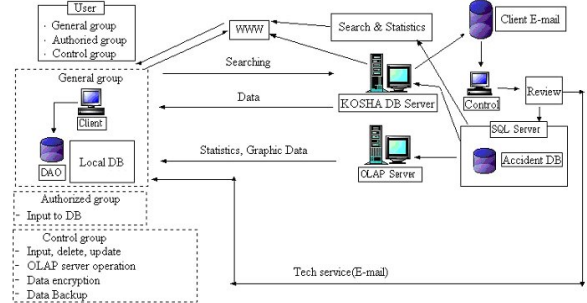 User
· General group
· Authoried group
· Control group
WWW
Search & Statistics
Client E-mail
General group
Searching
Client
Data
KOSHA DB Server
Control
Review
SQL Server
DAO
Local DB
Statistics, Graphic Data
OLAP Server
Accident DB
Authorized group
- Input to DB
Control group
- Input, delete, update
- OLAP server operation
- Data encryption
- Data Backup
Tech service(E-mail)